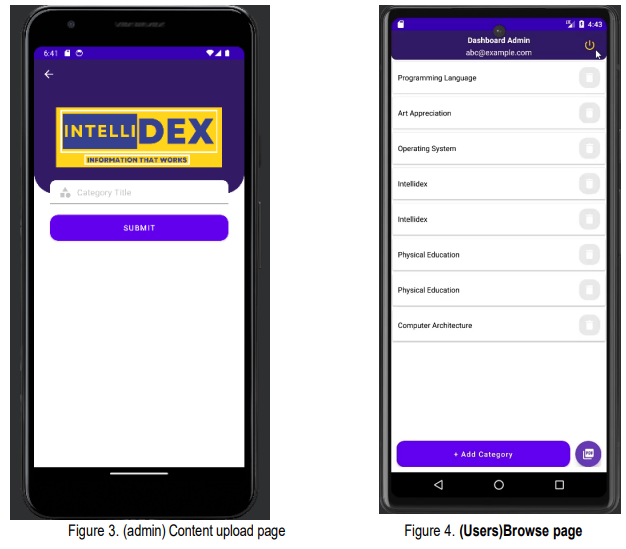 6:41
INTELLIDEX
INFORMATION THAT WORKS
Category Title
SUBMIT
Figure 3. (admin) Content upload page
4:43
Dashboard Admin
abc@example.com
Programming Language
Art Appreciation
Operating System
Intellidex
Intellidex
Physical Education
Physical Education
Computer Architecture
+ Add Category
PDF
Figure 4. (Users)Browse page